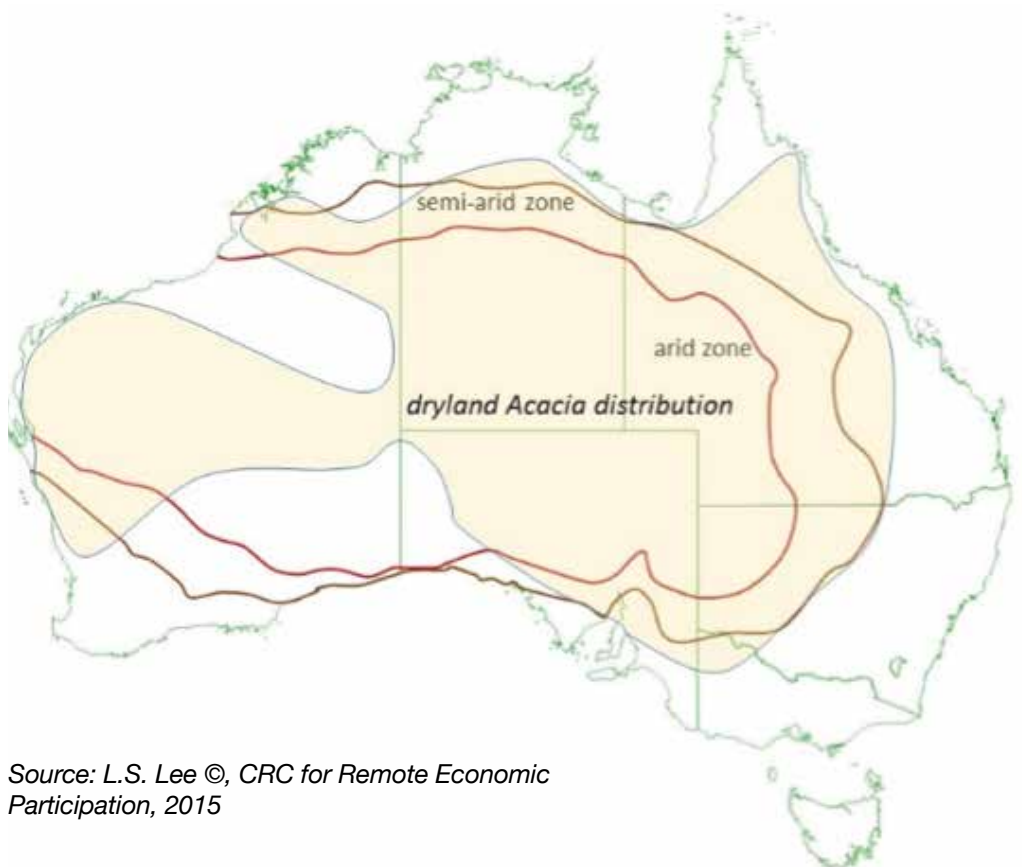 semi-arid zone
arid zone
dryland Acacia distribution
Source: L.S. Lee ©, CRC for Remote Economic
Participation, 2015